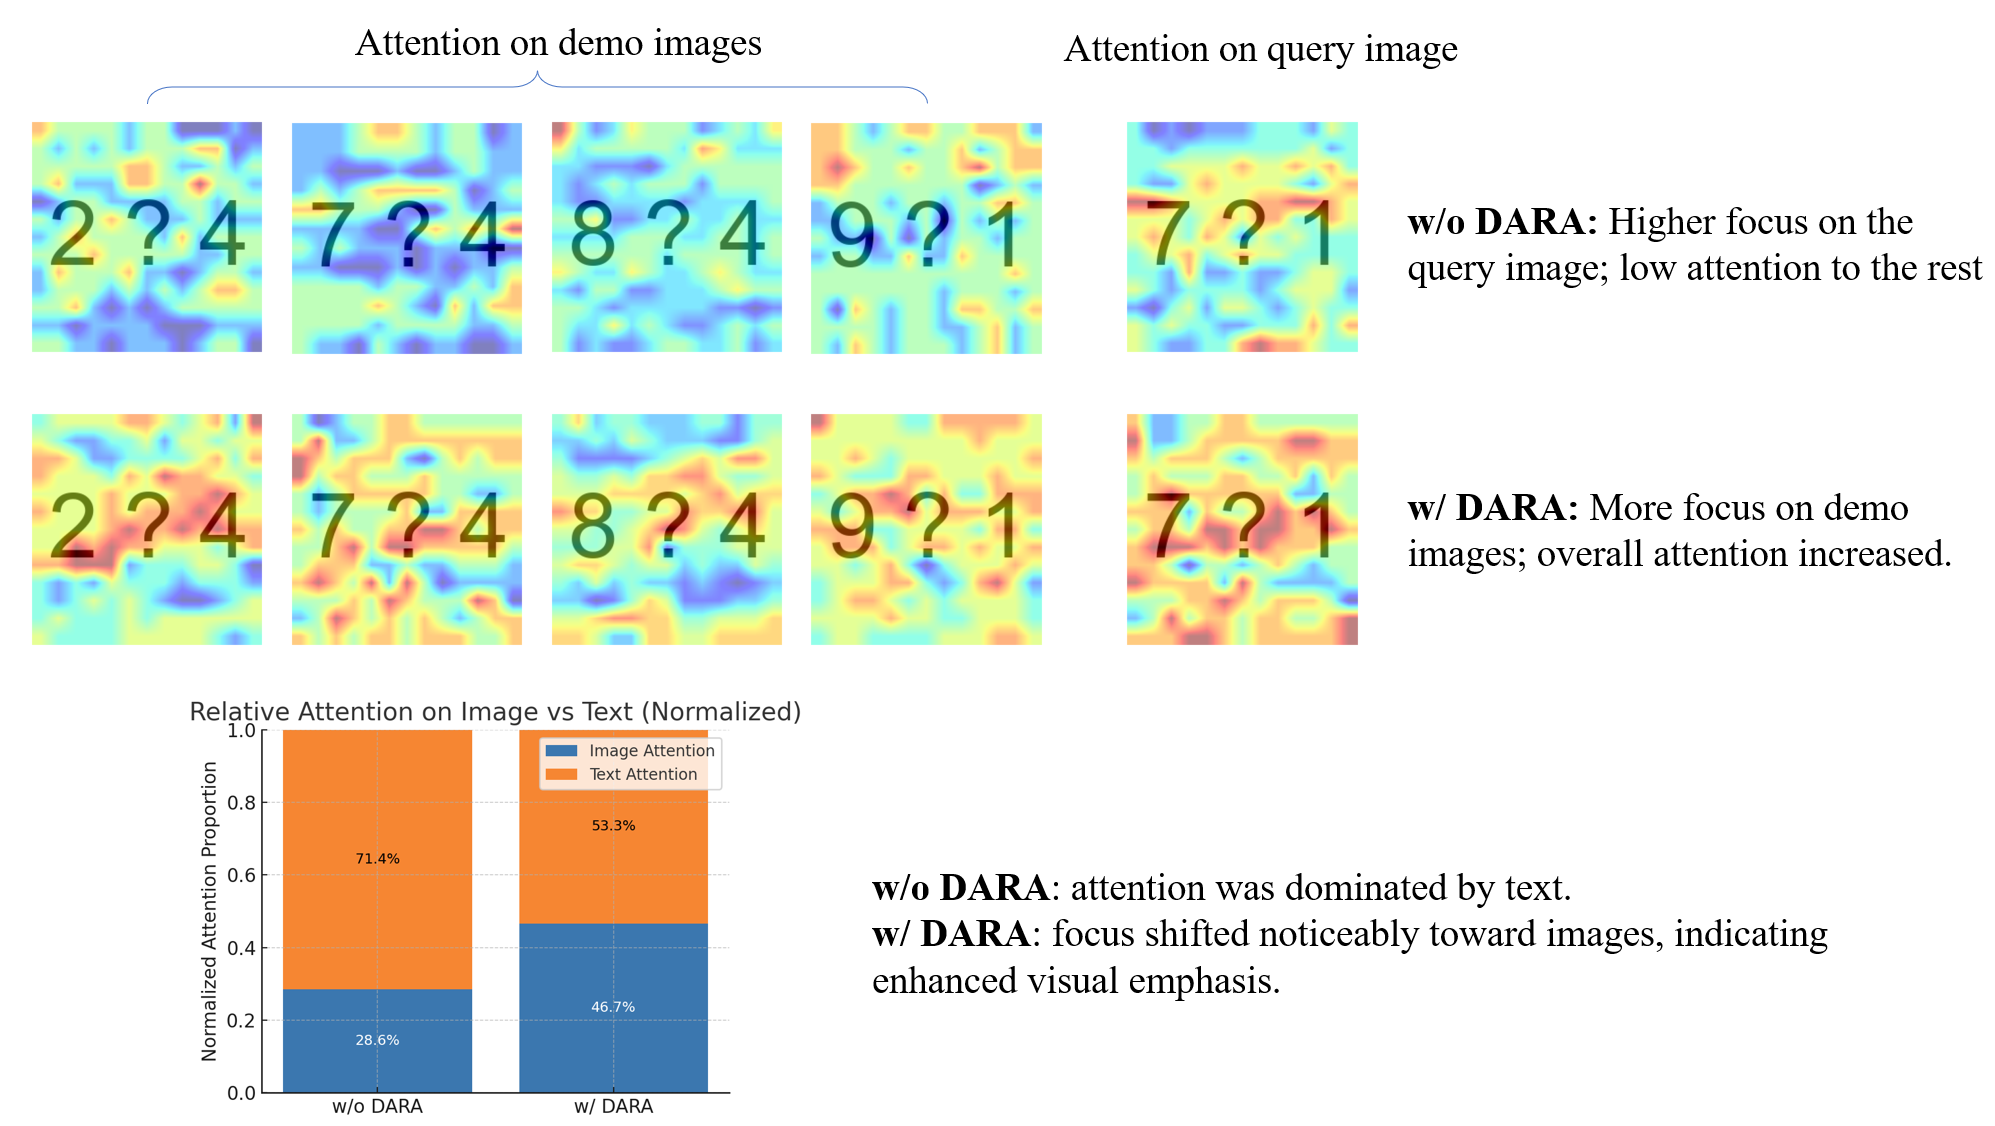 Attention on demo images
Attention on query image
2 ? 4
7 ? 4
8 ? 4
9 ? 1
7 ? 1
w/o DARA: Higher focus on the
query image; low attention to the rest
2 ? 4
7 ? 4
8 ? 4
9 ? 1
7 ? 1
w/ DARA: More focus on demo
images; overall attention increased.
Relative Attention on Image vs Text (Normalized)
Normalized Attention Proportion
1.0
0.8
0.6
0.4
0.2
0.0
Image Attention
Text Attention
71.4%
53.3%
28.6%
46.7%
w/o DARA
w/ DARA
w/o DARA: attention was dominated by text.
w/ DARA: focus shifted noticeably toward images, indicating
enhanced visual emphasis.